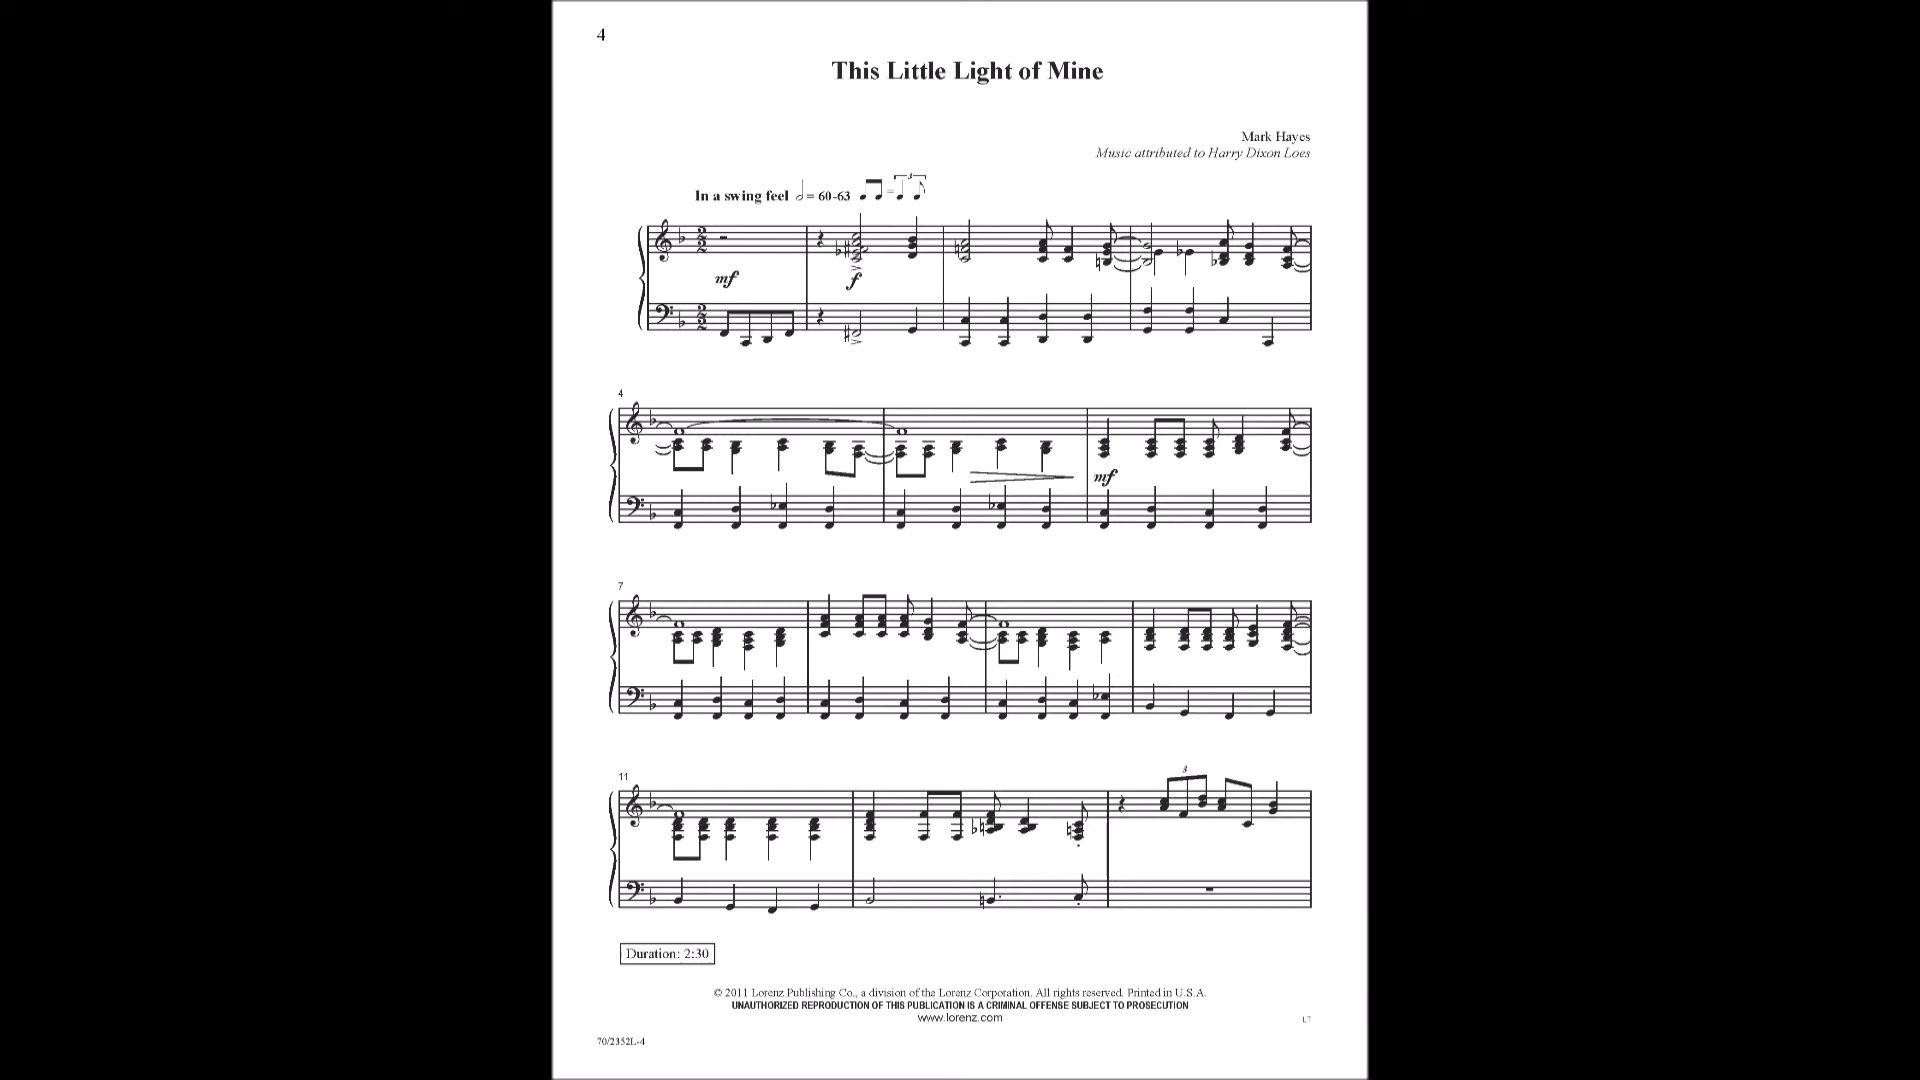 4
This Little Light of Mine
Mark Hayes
Music attributed to Harry Dixon Loes
In a swing feel = 60-63 = 3
mf
f
4
mf
7
11
3
Duration: 2:30
© 2011 Lorenz Publishing Co., a division of the Lorenz Corporation. All rights reserved. Printed in U.S.A.
UNAUTHORIZED REPRODUCTION OF THIS PUBLICATION IS A CRIMINAL OFFENSE SUBJECT TO PROSECUTION
www.lorenz.com
LT
70/2352L-4